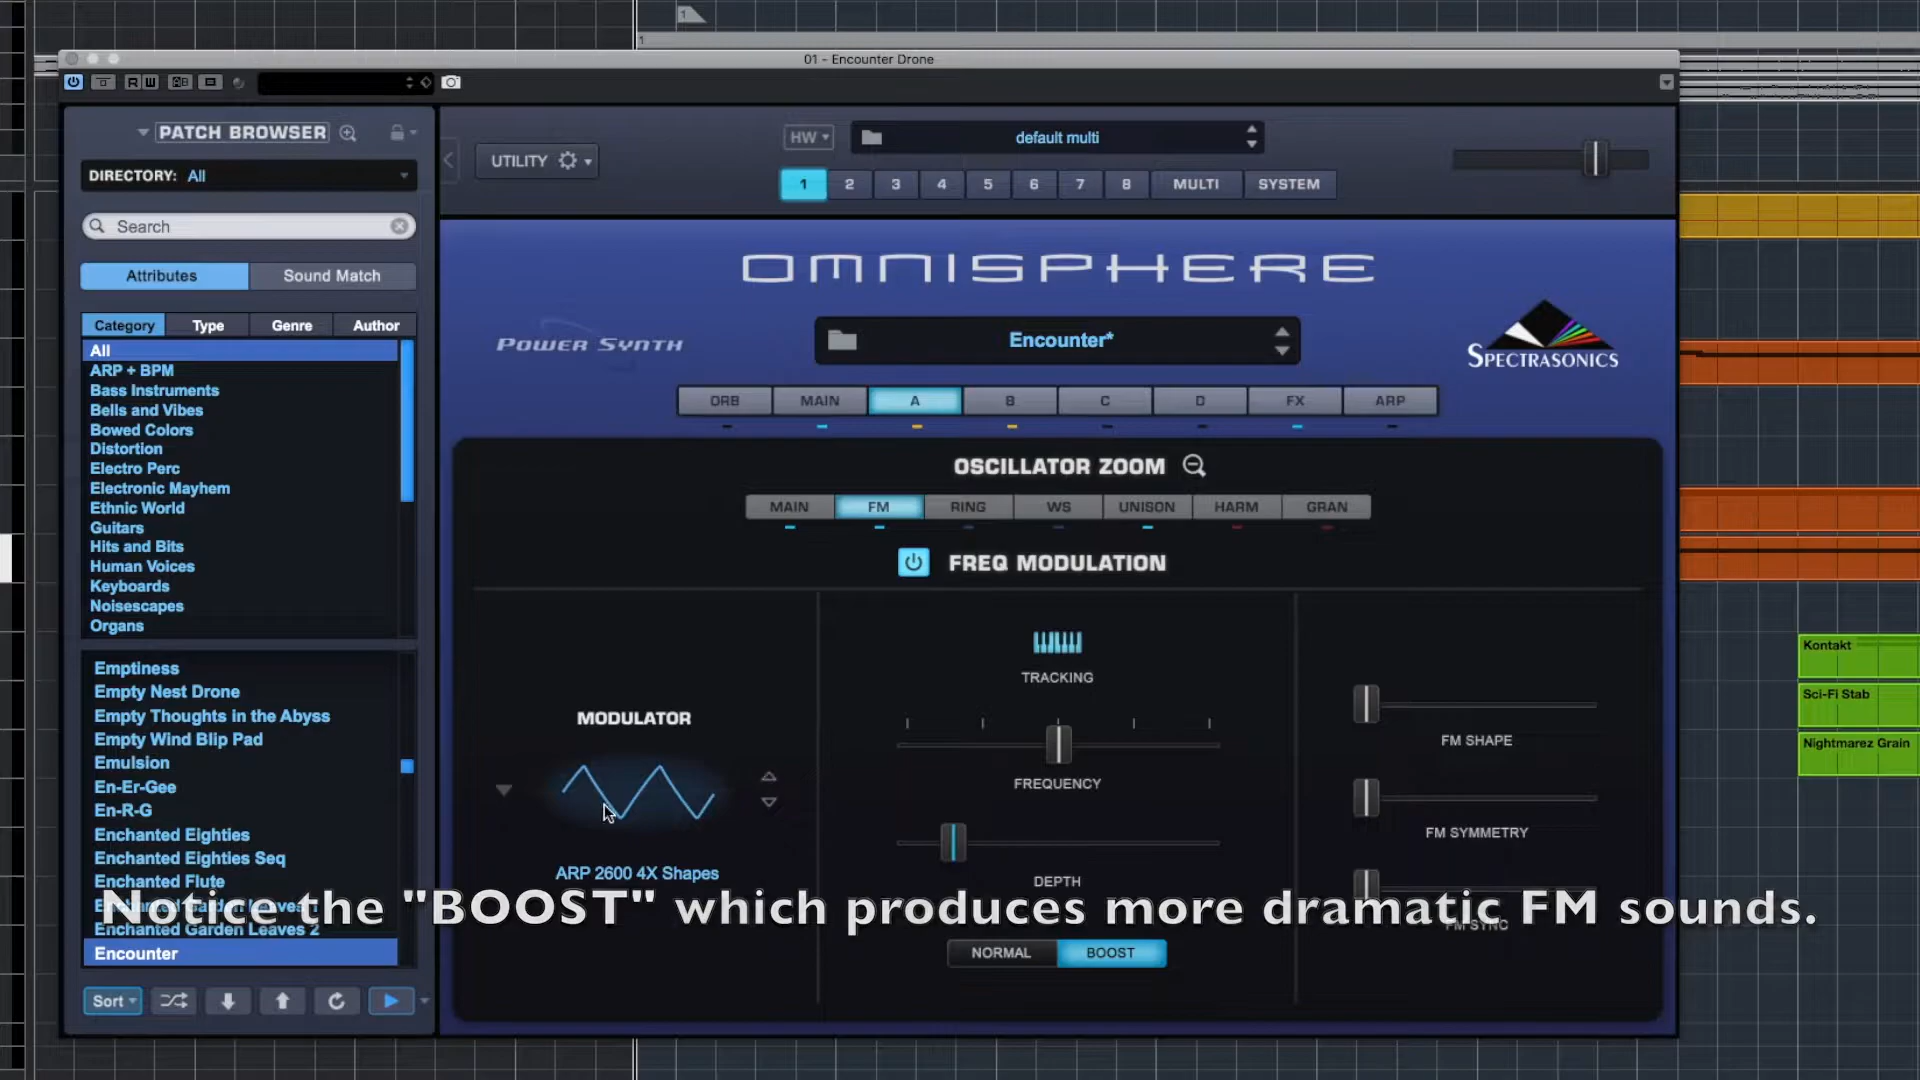 1
1
01 - Encounter Drone
R W
PATCH BROWSER
DIRECTORY: All
Search
Attributes Sound Match
Category Type Genre Author
All
ARP + BPM
Bass Instruments
Bells and Vibes
Bowed Colors
Distortion
Electro Perc
Electronic Mayhem
Ethnic World
Guitars
Hits and Bits
Human Voices
Keyboards
Noisescapes
Organs
Emptiness
Empty Nest Drone
Empty Thoughts in the Abyss
Empty Wind Blip Pad
Emulsion
En-Er-Gee
En-R-G
Enchanted Eighties
Enchanted Eighties Seq
Enchanted Flute
Enchanted Garden Leaves 2
Encounter
Sort
UTILITY
HW
default multi
1 2 3 4 5 6 7 8 MULTI SYSTEM
OMNISPHERE
POWER SYNTH
Encounter*
SPECTRASONICS
ORB MAIN A B C D FX ARP
OSCILLATOR ZOOM
MAIN FM RING WS UNISON HARM GRAN
FREQ MODULATION
MODULATOR
ARP 2600 4X Shapes
TRACKING
FREQUENCY
DEPTH
NORMAL BOOST
FM SHAPE
FM SYMMETRY
FM SYNC
Notice the "BOOST" which produces more dramatic FM sounds.
Kontakt
Sci-Fi Stab
Nightmarez Grain